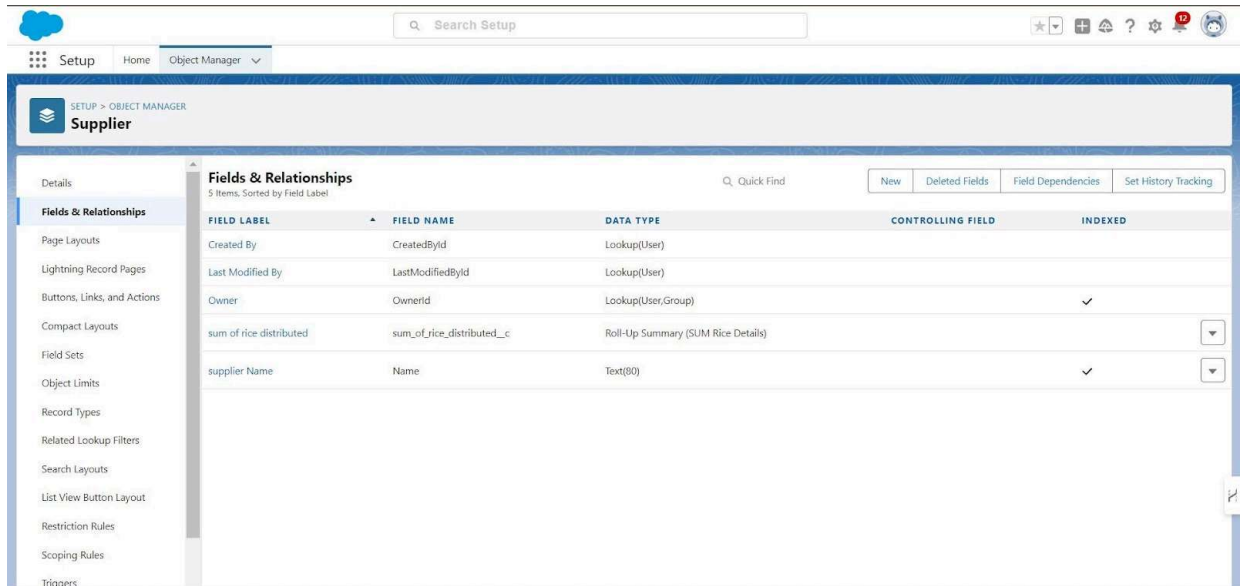 Search Setup
12
Setup Home Object Manager
SETUP > OBJECT MANAGER
Supplier
Details
Fields & Relationships
Page Layouts
Lightning Record Pages
Buttons, Links, and Actions
Compact Layouts
Field Sets
Object Limits
Record Types
Related Lookup Filters
Search Layouts
List View Button Layout
Restriction Rules
Scoping Rules
Triggers
Fields & Relationships
5 Items, Sorted by Field Label
Quick Find New Deleted Fields Field Dependencies Set History Tracking
FIELD LABEL FIELD NAME DATA TYPE CONTROLLING FIELD INDEXED
Created By CreatedById Lookup(User)
Last Modified By LastModifiedById Lookup(User)
Owner OwnerId Lookup(User,Group)
sum of rice distributed sum_of_rice_distributed__c Roll-Up Summary (SUM Rice Details)
supplier Name Name Text(80)